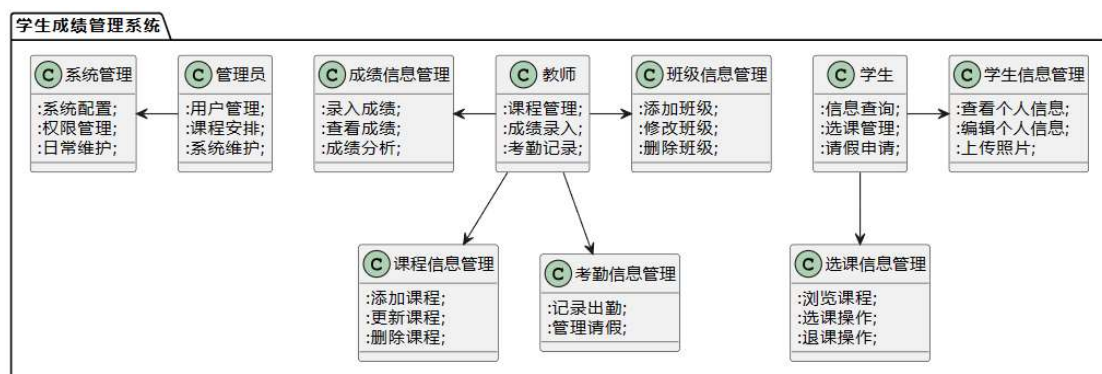 学生成绩管理系统
C 系统管理
:系统配置;
:权限管理;
:日常维护;
C 管理员
:用户管理;
:课程安排;
:系统维护;
C 成绩信息管理
:录入成绩;
:查看成绩;
:成绩分析;
C 教师
:课程管理;
:成绩录入;
:考勤记录;
C 班级信息管理
:添加班级;
:修改班级;
:删除班级;
C 学生
:信息查询;
:选课管理;
:请假申请;
C 学生信息管理
:查看个人信息;
:编辑个人信息;
:上传照片;
C 课程信息管理
:添加课程;
:更新课程;
:删除课程;
C 考勤信息管理
:记录出勤;
:管理请假;
C 选课信息管理
:浏览课程;
:选课操作;
:退课操作;